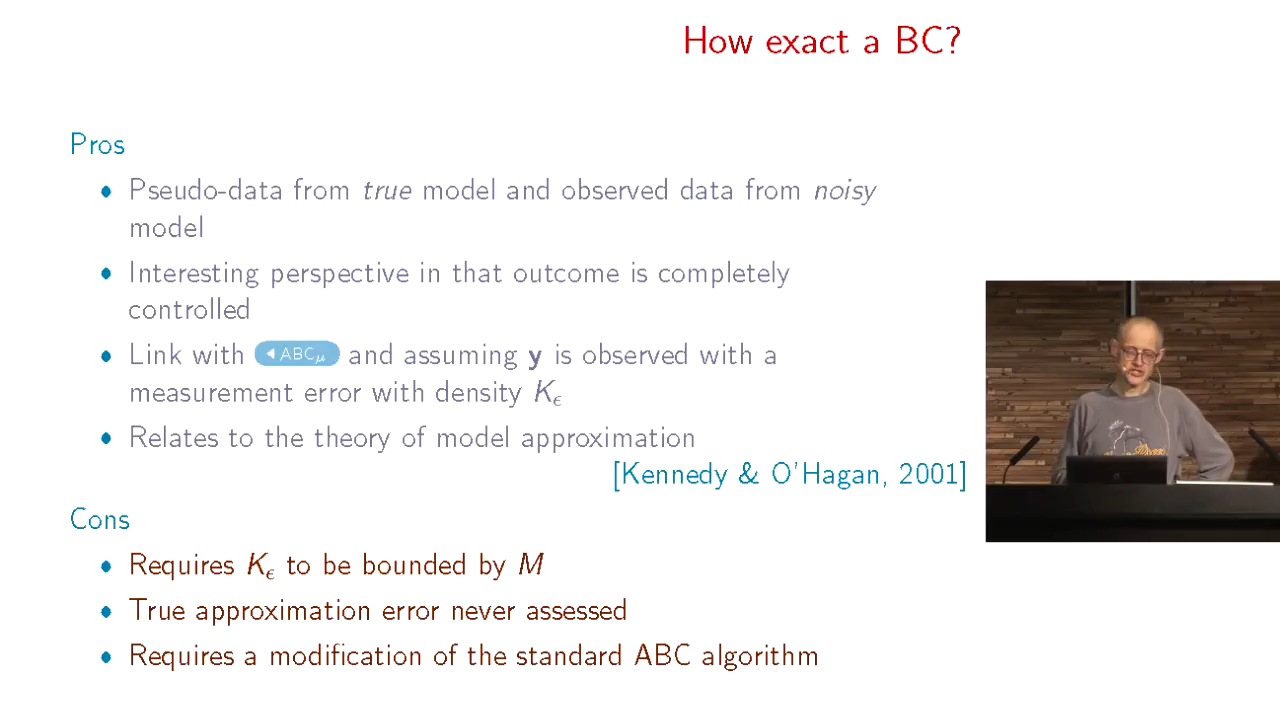 How exact a BC?
Pros
• Pseudo-data from true model and observed data from noisy
model
• Interesting perspective in that outcome is completely
controlled
• Link with ◂ ABCμ and assuming y is observed with a
measurement error with density Kϵ
• Relates to the theory of model approximation
[Kennedy & O'Hagan, 2001]
Cons
• Requires Kϵ to be bounded by M
• True approximation error never assessed
• Requires a modification of the standard ABC algorithm